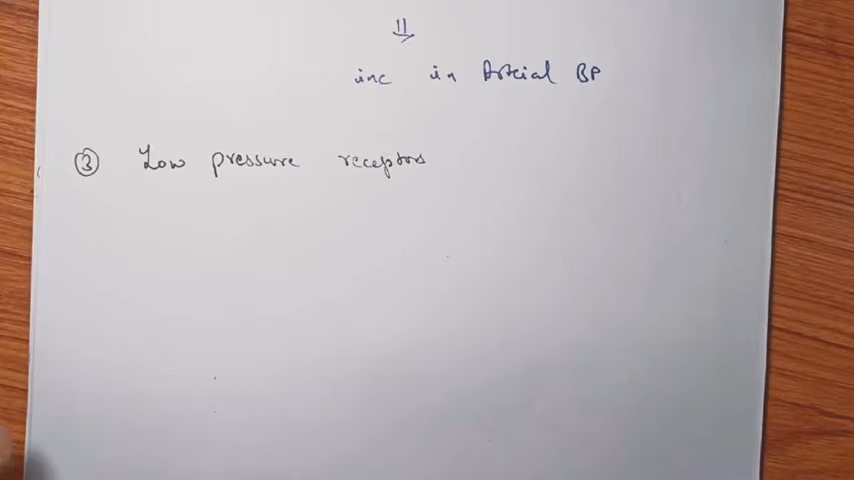 ⇓
inc in Arterial BP
③ Low pressure receptors